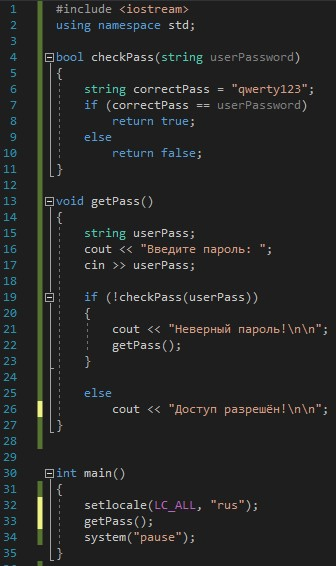 1 #include <iostream>
2 using namespace std;
3
4 bool checkPass(string userPassword)
5 {
6 string correctPass = "qwerty123";
7 if (correctPass == userPassword)
8 return true;
9 else
10 return false;
11 }
12
13 void getPass()
14 {
15 string userPass;
16 cout << "Введите пароль: ";
17 cin >> userPass;
18
19 if (!checkPass(userPass))
20 {
21 cout << "Неверный пароль!\n\n";
22 getPass();
23 }
24
25 else
26 cout << "Доступ разрешён!\n\n";
27 }
28
29
30 int main()
31 {
32 setlocale(LC_ALL, "rus");
33 getPass();
34 system("pause");
35 }